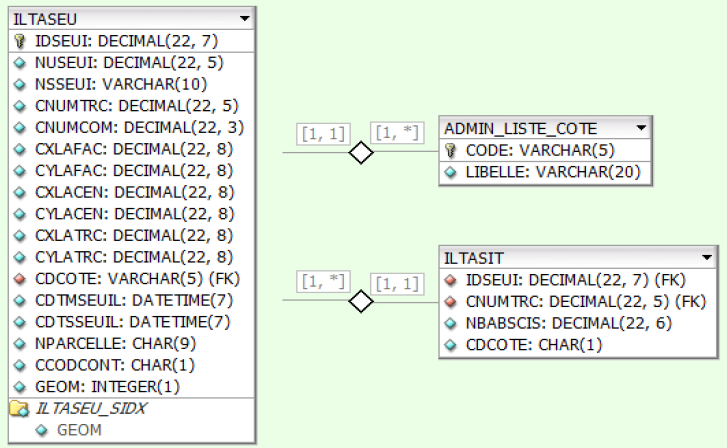 ILTASEU
IDSEUI: DECIMAL(22, 7)
NUSEUI: DECIMAL(22, 5)
NSSEUI: VARCHAR(10)
CNUMTRC: DECIMAL(22, 5)
CNUMCOM: DECIMAL(22, 3)
CXLAFAC: DECIMAL(22, 8)
CYLAFAC: DECIMAL(22, 8)
CXLACEN: DECIMAL(22, 8)
CYLACEN: DECIMAL(22, 8)
CXLATRC: DECIMAL(22, 8)
CYLATRC: DECIMAL(22, 8)
CDCOTE: VARCHAR(5) (FK)
CDTMSEUIL: DATETIME(7)
CDTSSEUIL: DATETIME(7)
NPARCELLE: CHAR(9)
CCODCONT: CHAR(1)
GEOM: INTEGER(1)
ILTASEU_SIDX
GEOM
[1, 1]
[1, *]
ADMIN_LISTE_COTE
CODE: VARCHAR(5)
LIBELLE: VARCHAR(20)
[1, *]
[1, 1]
ILTASIT
IDSEUI: DECIMAL(22, 7) (FK)
CNUMTRC: DECIMAL(22, 5) (FK)
NBABSCIS: DECIMAL(22, 6)
CDCOTE: CHAR(1)